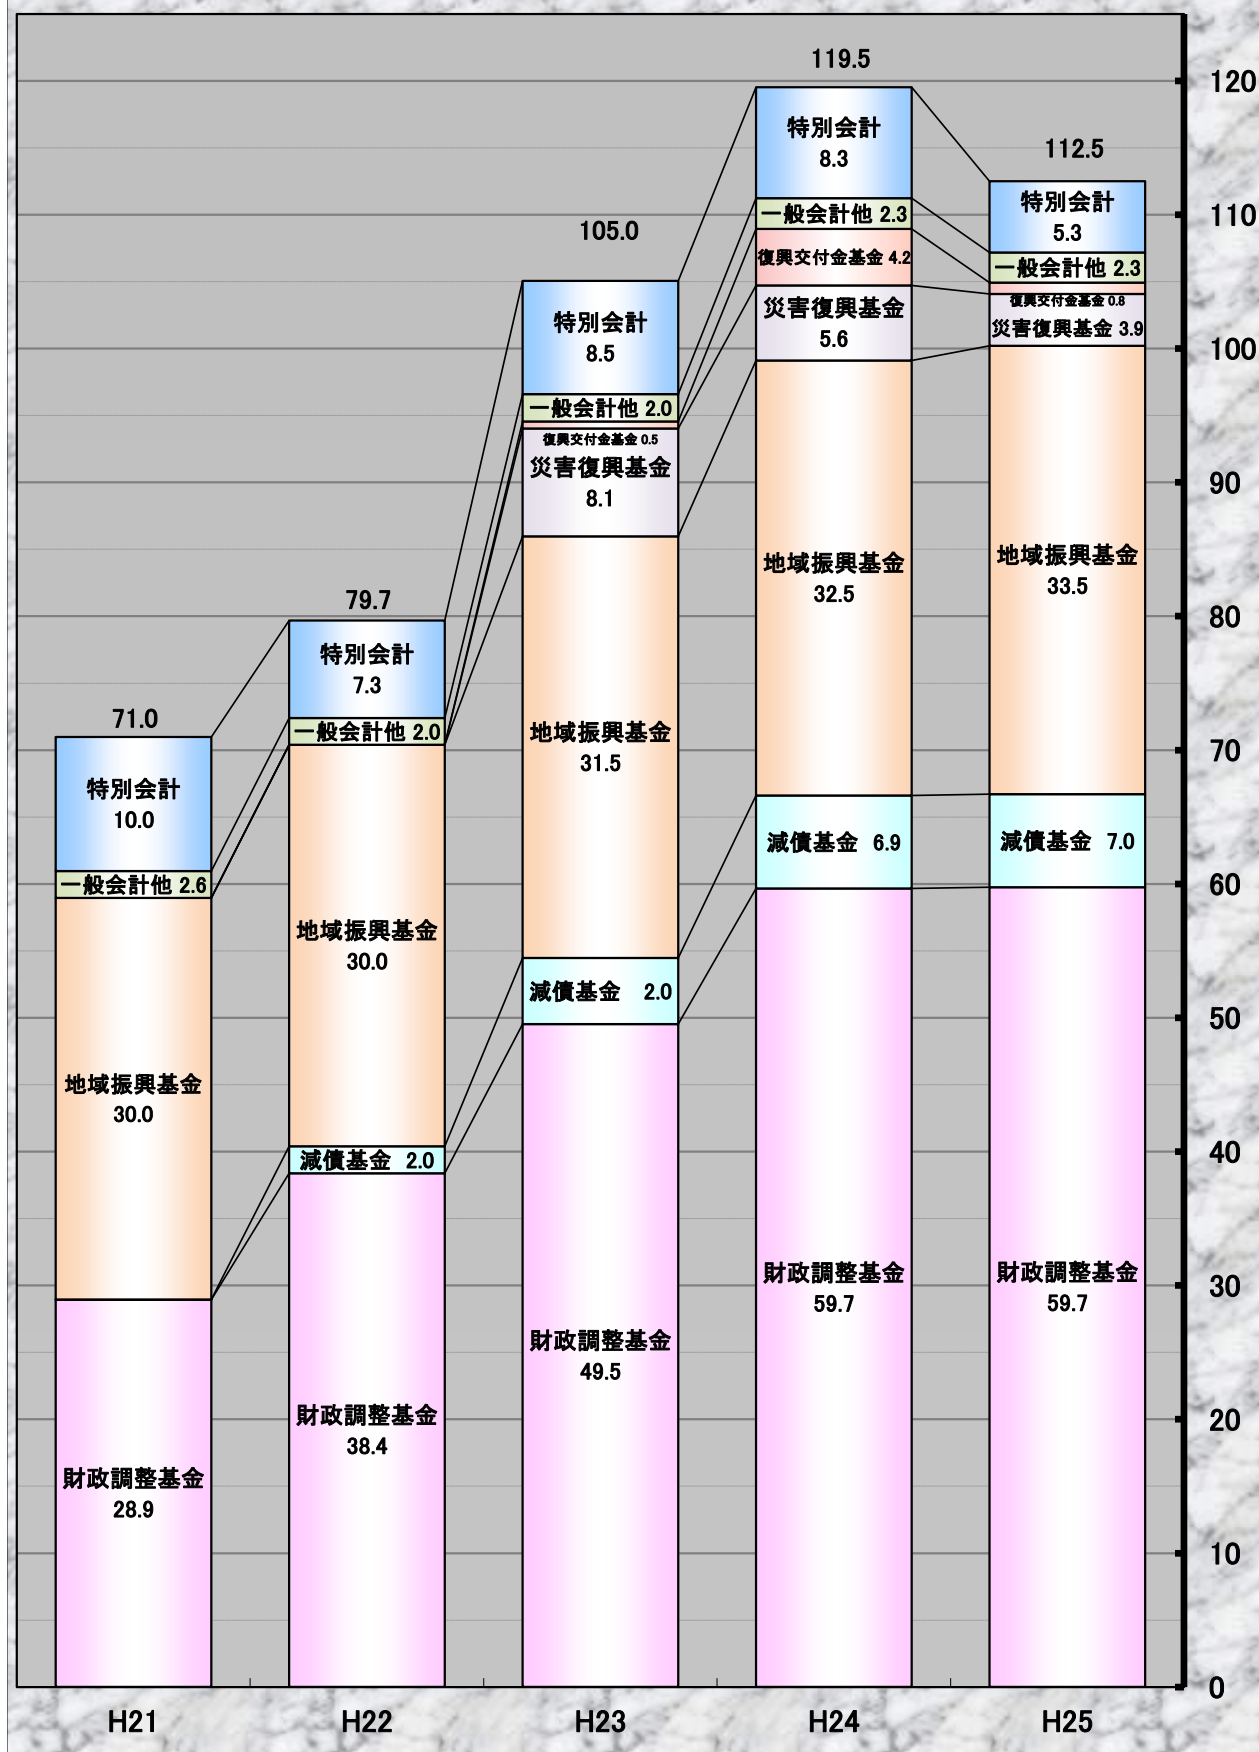 71.0
特別会計
10.0
一般会計他 2.6
地域振興基金
30.0
財政調整基金
28.9
79.7
特別会計
7.3
一般会計他 2.0
地域振興基金
30.0
減債基金 2.0
財政調整基金
38.4
105.0
特別会計
8.5
一般会計他 2.0
復興交付金基金 0.5
災害復興基金
8.1
地域振興基金
31.5
減債基金 2.0
財政調整基金
49.5
119.5
特別会計
8.3
一般会計他 2.3
復興交付金基金 4.2
災害復興基金
5.6
地域振興基金
32.5
減債基金 6.9
財政調整基金
59.7
112.5
特別会計
5.3
一般会計他 2.3
復興交付金基金 0.8
災害復興基金 3.9
地域振興基金
33.5
減債基金 7.0
財政調整基金
59.7
120
110
100
90
80
70
60
50
40
30
20
10
0
H21 H22 H23 H24 H25